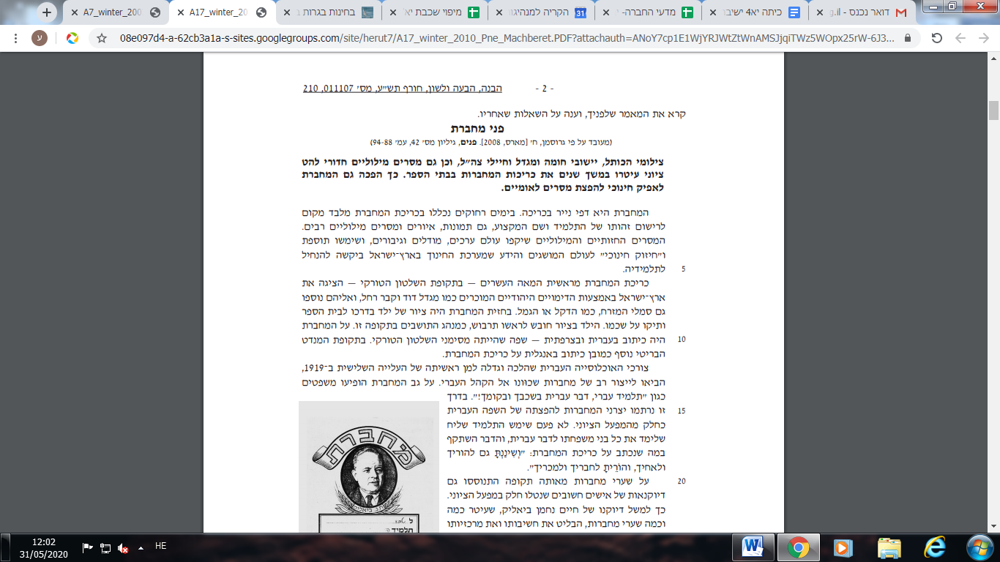 A7_winter_200
A17_winter_20
בחינות בגרות ב
מיפוי שכבת יא'
הקריה למנהיגו
מדעי החברה- י
כיתה יא4 ישיבו
דואר נכנס - g.il
08e097d4-a-62cb3a1a-s-sites.googlegroups.com/site/herut7/A17_winter_2010_Pne_Machberet.PDF?attachauth=ANoY7cp1E1WjYRJWtZtWnAMSJjqiTWz5WOpx25rW-6J3...
ע
- 2 - הבנה, הבעה ולשון, חורף תש"ע, מס' 011107, 210
קרא את המאמר שלפניך, וענה על השאלות שאחריו.
פני מחברת
(מעובד על פי גרוסמן, ח' [מארס, 2008]. פנים, גיליון מס' 42, עמ' 94-88)
צילומי הכותל, יישובי חומה ומגדל וחיילי צה"ל, וכן גם מסרים מילוליים חדורי להט
ציוני עיטרו במשך שנים את כריכות המחברות בבתי הספר. כך הפכה גם המחברת
לאפיק חינוכי להפצת מסרים לאומיים.
המחברת היא דפי נייר בכריכה. בימים רחוקים נכללו בכריכת המחברת מלבד מקום
לרישום זהותו של התלמיד ושם המקצוע, גם תמונות, איורים ומסרים מילוליים רבים.
המסרים החזותיים והמילוליים שיקפו עולם ערכים, מודלים וגיבורים, ושימשו תוספת
ו"חיזוק חינוכי" לעולם המושגים והידע שמערכת החינוך בארץ־ישראל ביקשה להנחיל
5 לתלמידיה.
כריכת המחברת מראשית המאה העשרים — בתקופת השלטון הטורקי — הציגה את
ארץ־ישראל באמצעות הדימויים היהודיים המוכרים כמו מגדל דוד וקבר רחל, ואליהם נוספו
גם סמלי המזרח, כמו הדקל או הגמל. בחזית המחברת היה ציור של ילד בדרכו לבית הספר
ותיקו על שכמו. הילד בציור חובש לראשו תרבוש, כמנהג התושבים בתקופה זו. על המחברת
10 היה כיתוב בעברית ובצרפתית — שפה שהייתה מסימני השלטון הטורקי. בתקופת המנדט
הבריטי נוסף כמובן כיתוב באנגלית על כריכת המחברת.
צורכי האוכלוסייה העברית שהלכה וגדלה למן ראשיתה של העלייה השלישית ב־1919,
הביאו לייצור רב של מחברות שכוּונו אל הקהל העברי. על גב המחברת הופיעו משפטים
כגון "תלמיד עברי, דבר עברית בשכבך ובקומך!". בדרך
15 זו נרתמו יצרני המחברות להפצתה של השפה העברית
כחלק מהמפעל הציוני. לא פעם שימש התלמיד שליח
שלימד את כל בני משפחתו לדבר עברית, והדבר השתקף
במה שנכתב על כריכת המחברת: "וְשִׁינַנְתָּ גם להוריך
ולאחיך, והוֹרֵיתָ לחבריך ולמכריך".
20 על שערי מחברות מאותה תקופה התנוססו גם
דיוקנאות של אישים חשובים שנטלו חלק במפעל הציוני.
כך למשל דיוקנו של חיים נחמן ביאליק, שעיטר כמה
וכמה שערי מחברות, הבליט את חשיבותו ואת מרכזיותו
מחברת
ח.נ. ביאליק
תלמיד
12:02
31/05/2020
HE